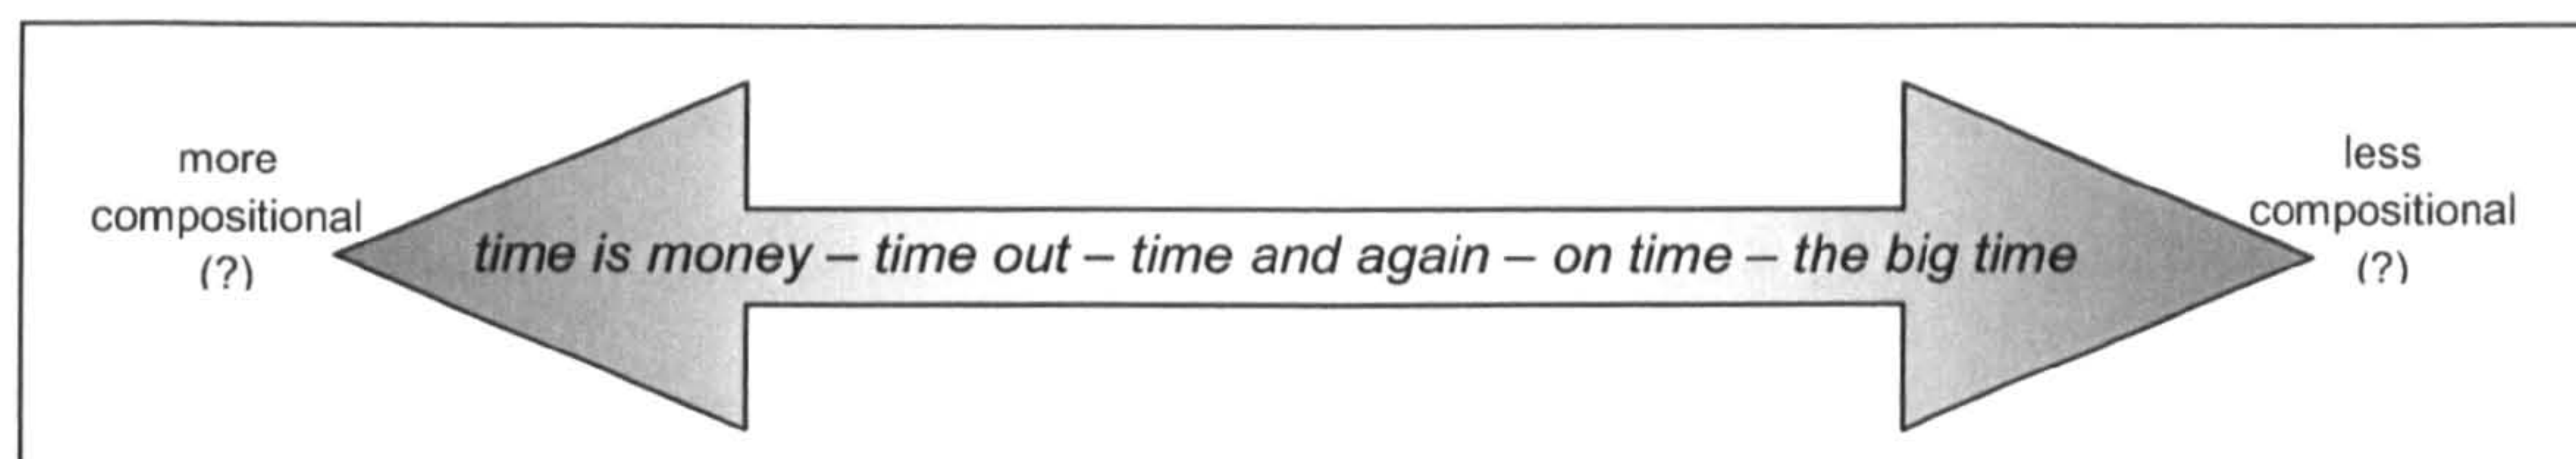 more
compositional
(?)
time is money – time out – time and again – on time – the big time
less
compositional
(?)